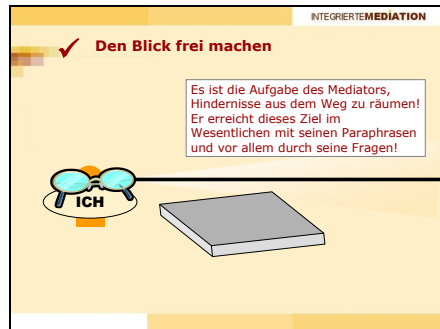 INTEGRIERTEMEDIATION
Den Blick frei machen
Es ist die Aufgabe des Mediators,
Hindernisse aus dem Weg zu räumen!
Er erreicht dieses Ziel im
Wesentlichen mit seinen Paraphrasen
und vor allem durch seine Fragen!
ICH